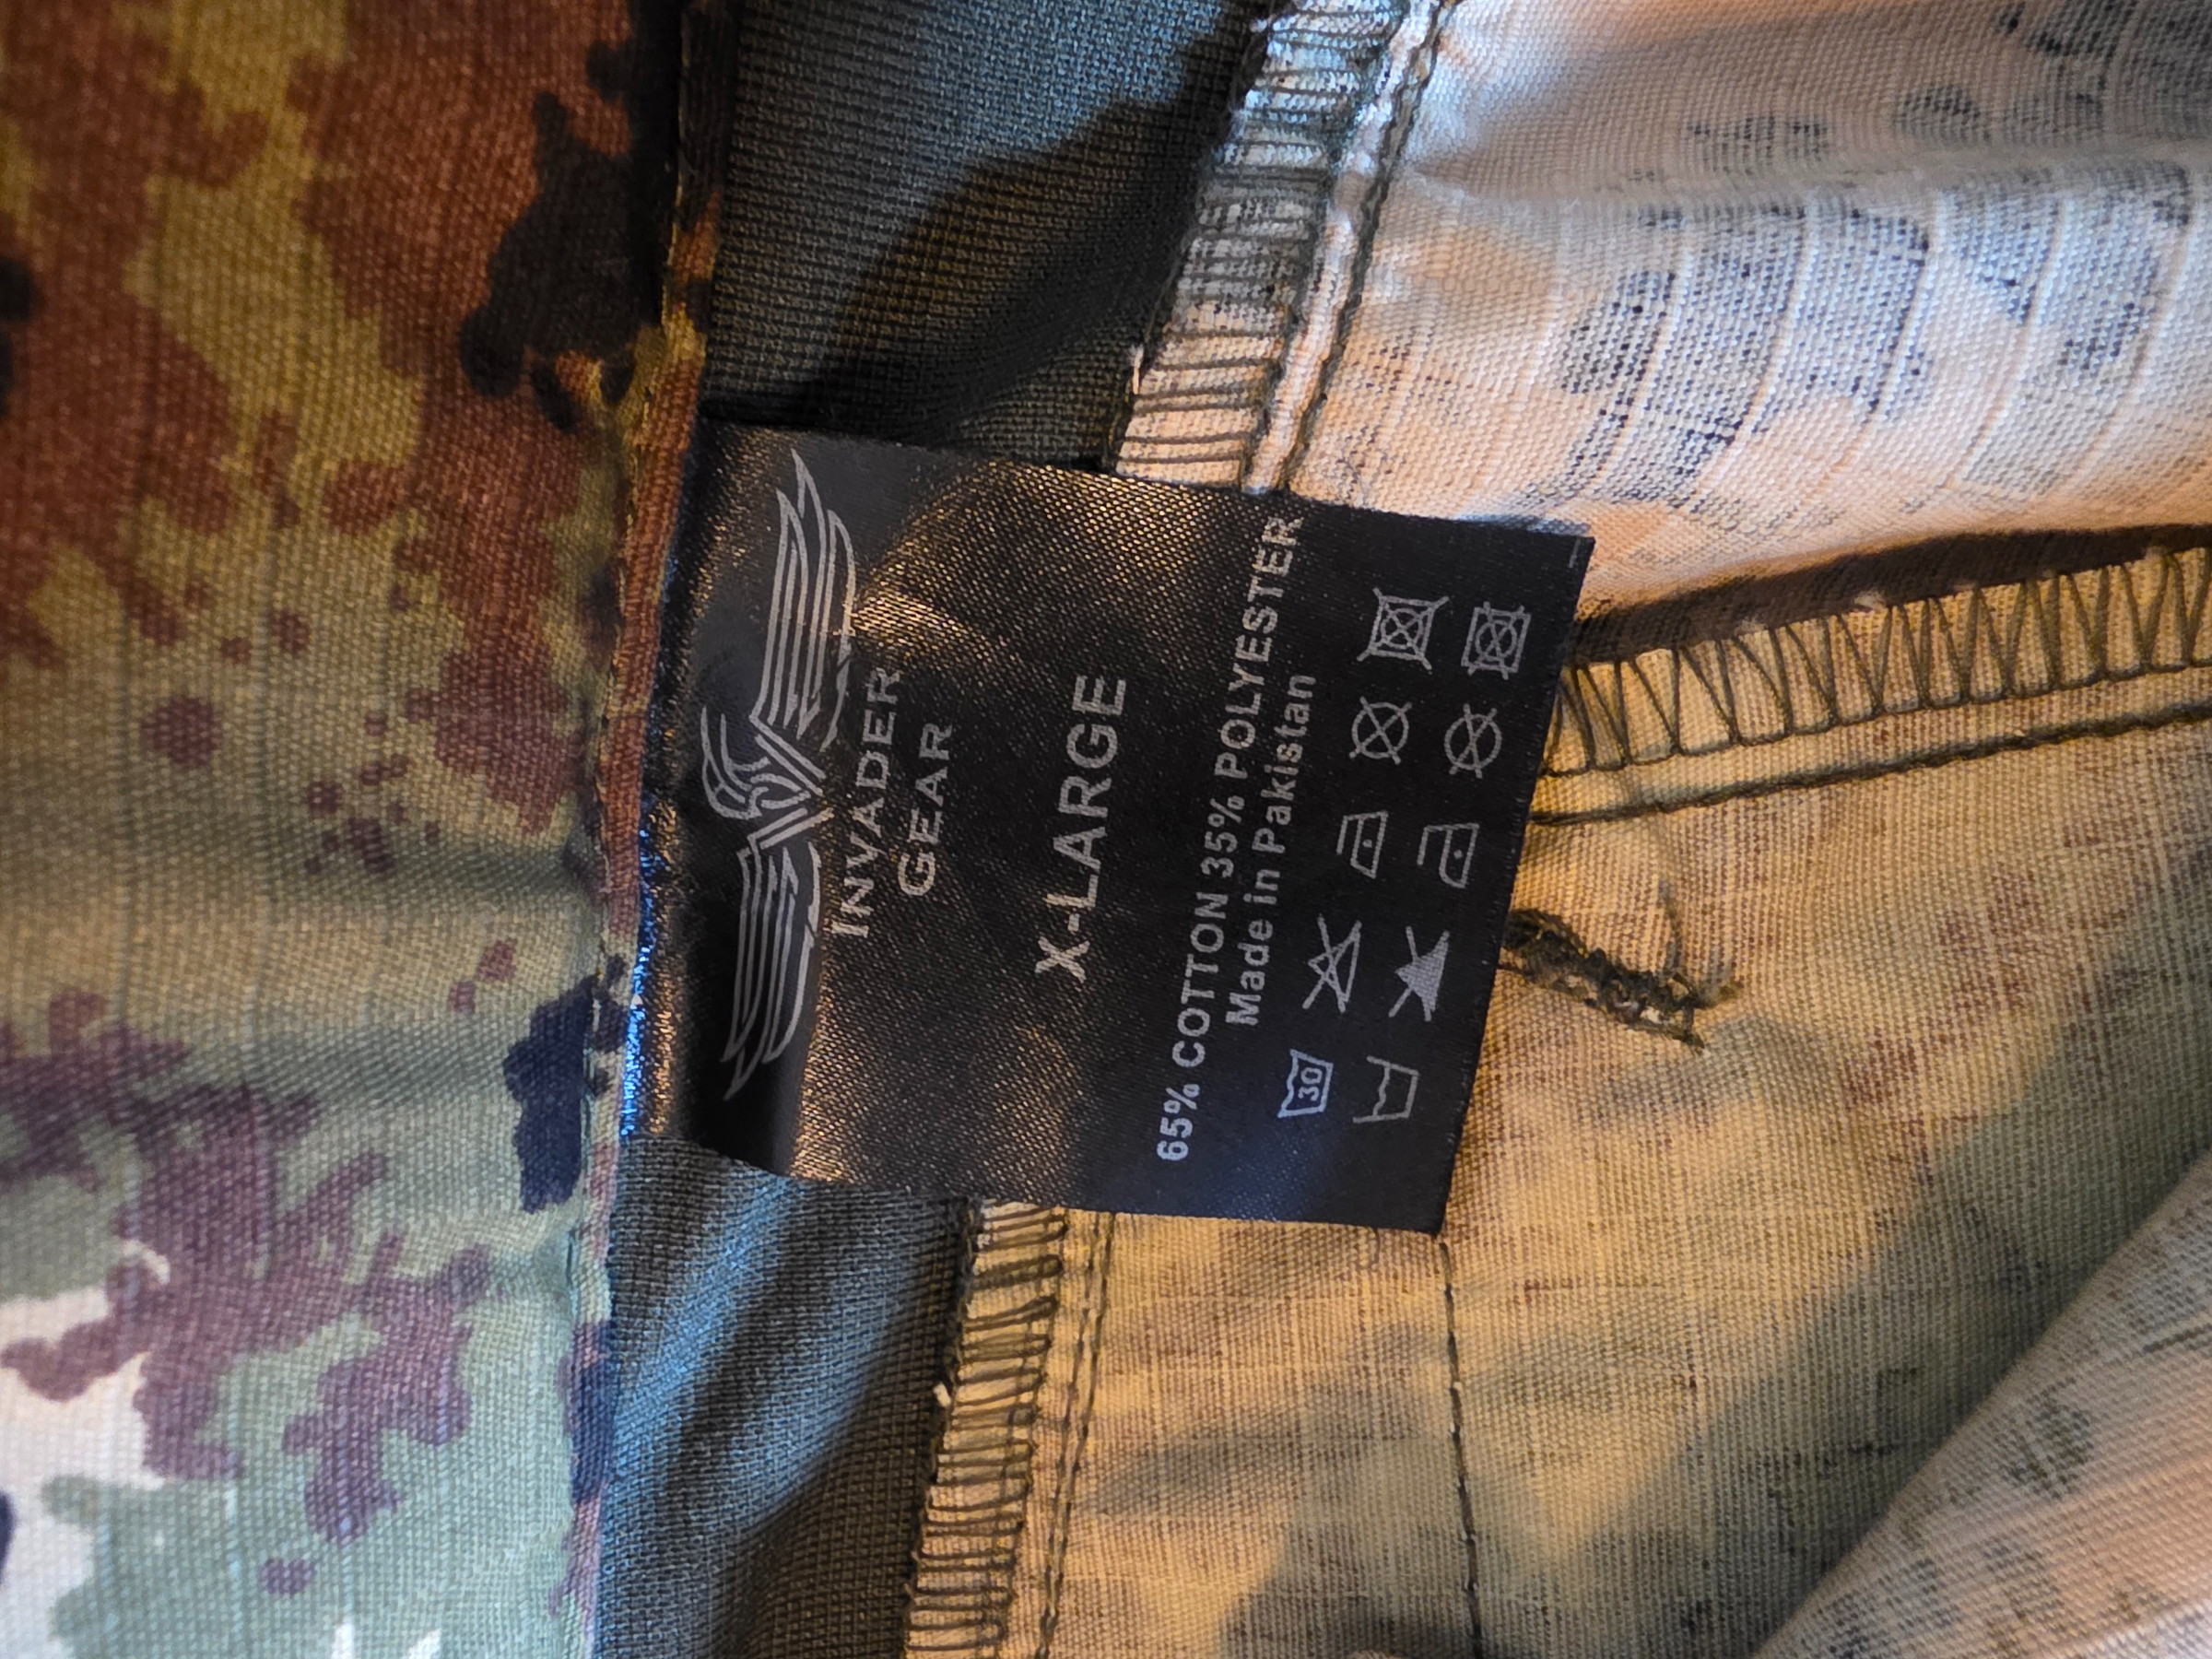 INVADER
GEAR
X-LARGE
65% COTTON 35% POLYESTER
Made in Pakistan
30